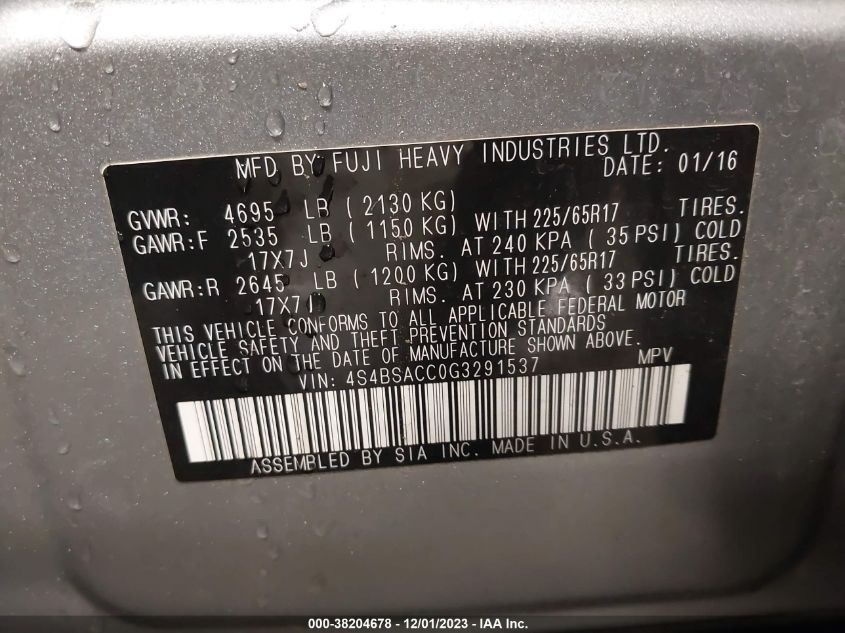 MFD BY FUJI HEAVY INDUSTRIES LTD.
DATE: 01/16
GVWR: 4695 LB ( 2130 KG)
GAWR:F 2535 LB ( 1150 KG) WITH 225/65R17 TIRES.
17X7J RIMS. AT 240 KPA ( 35 PSI) COLD
GAWR:R 2645 LB ( 1200 KG) WITH 225/65R17 TIRES.
17X7J RIMS. AT 230 KPA ( 33 PSI) COLD
THIS VEHICLE CONFORMS TO ALL APPLICABLE FEDERAL MOTOR
VEHICLE SAFETY AND THEFT PREVENTION STANDARDS
IN EFFECT ON THE DATE OF MANUFACTURE SHOWN ABOVE.
VIN: 4S4BSACC0G3291537 MPV
ASSEMBLED BY SIA INC. MADE IN U.S.A.
000-38204678 - 12/01/2023 - IAA Inc.